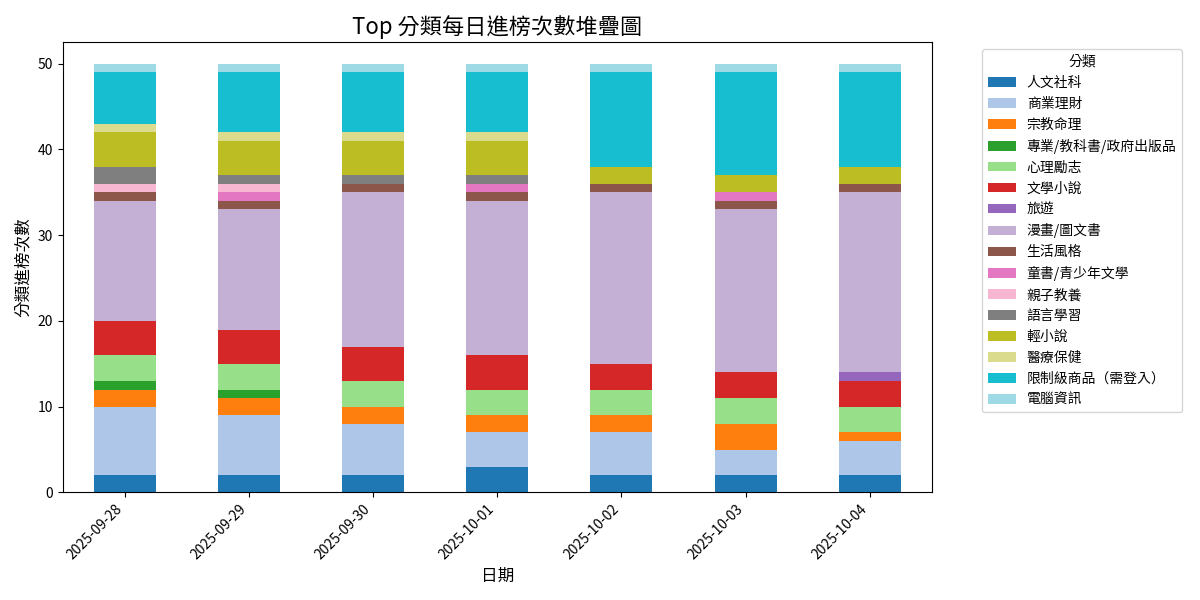 Top 分類每日進榜次數堆疊圖
分類進榜次數
50
40
30
20
10
0
2025-09-28
2025-09-29
2025-09-30
2025-10-01
2025-10-02
2025-10-03
2025-10-04
日期
分類
人文社科
商業理財
宗教命理
專業/教科書/政府出版品
心理勵志
文學小說
旅遊
漫畫/圖文書
生活風格
童書/青少年文學
親子教養
語言學習
輕小說
醫療保健
限制級商品（需登入）
電腦資訊